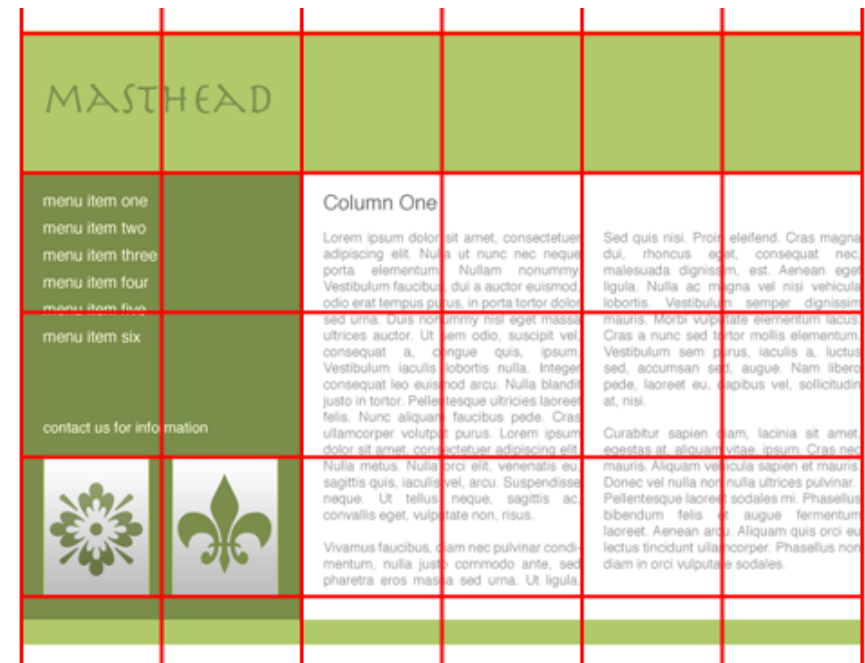 MASTHEAD
menu item one
menu item two
menu item three
menu item four
menu item five
menu item six
contact us for information
Column One
Lorem ipsum dolor sit amet, consectetuer
adipiscing elit. Nulla ut nunc nec neque
porta elementum. Nullam nonummy.
Vestibulum faucibus, dui a auctor euismod,
odio erat tempus purus, in porta tortor dolor
sed urna. Duis nonummy nisl eget massa
ultrices auctor. Ut sem odio, suscipit vel,
consequat a, congue quis, ipsum.
Vestibulum iaculis lobortis nulla. Integer
consequat leo euismod arcu. Nulla blandit
justo in tortor. Pellentesque ultricies laoreet
felis. Nunc aliquam faucibus pede. Cras
ullamcorper volutpat purus. Lorem ipsum
dolor sit amet, consectetuer adipiscing elit.
Nulla metus. Nulla orci elit, venenatis eu,
sagittis quis, iaculis vel, arcu. Suspendisse
neque. Ut tellus neque, sagittis ac,
convallis eget, vulputate non, risus.
Vivamus faucibus, diam nec pulvinar condi-
mentum, nulla justo commodo ante, sed
pharetra eros massa sed urna. Ut ligula,
Sed quis nisi. Proin eleifend. Cras magna
dui, rhoncus eget, consequat nec,
malesuada dignissim, est. Aenean eget
ligula. Nulla ac magna vel nisi vehicula
lobortis. Vestibulum semper dignissim
mauris. Morbi vulputate elementum lacus.
Cras a nunc sed tortor mollis elementum.
Vestibulum sem purus, iaculis a, luctus
sed, accumsan sed, augue. Nam libero
pede, laoreet eu, dapibus vel, sollicitudin
at, nisi.
Curabitur sapien diam, lacinia sit amet,
egestas at, aliquam vitae, ipsum. Cras nec
mauris. Aliquam vehicula sapien et mauris.
Donec vel nulla non nulla ultrices pulvinar.
Pellentesque laoreet sodales mi. Phasellus
bibendum felis et augue fermentum
laoreet. Aenean arcu. Aliquam quis orci eu
lectus tincidunt ullamcorper. Phasellus non
diam in orci vulputate sodales.